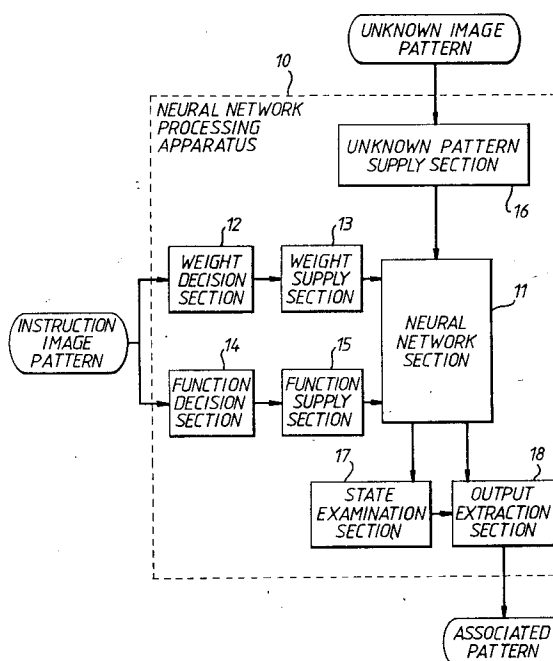 UNKNOWN IMAGE
PATTERN
10
NEURAL NETWORK
PROCESSING
APPARATUS
UNKNOWN PATTERN
SUPPLY SECTION
16
12
WEIGHT
DECISION
SECTION
13
WEIGHT
SUPPLY
SECTION
11
NEURAL
NETWORK
SECTION
INSTRUCTION
IMAGE
PATTERN
14
FUNCTION
DECISION
SECTION
15
FUNCTION
SUPPLY
SECTION
17
STATE
EXAMINATION
SECTION
18
OUTPUT
EXTRACTION
SECTION
ASSOCIATED
PATTERN